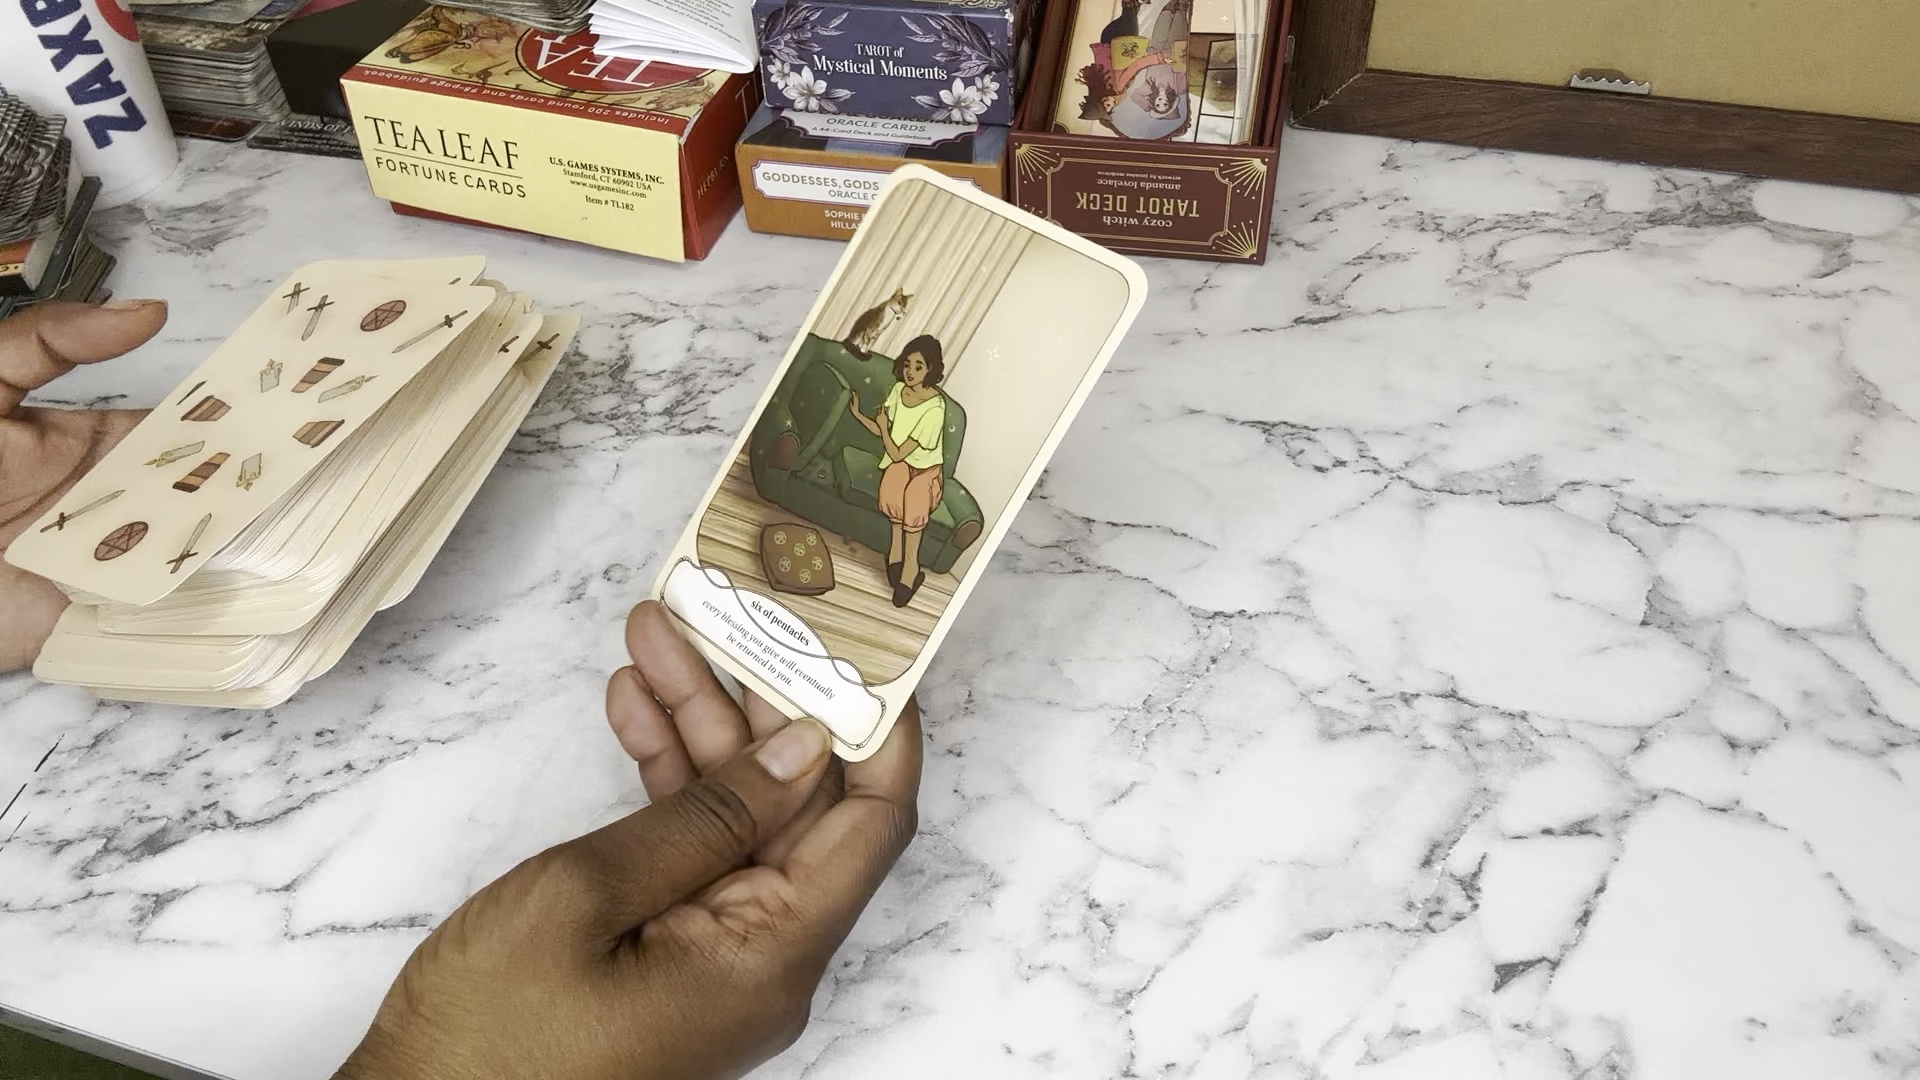 ZAXB
Includes 200 round cards and 98-page guidebook
TEA
TEA LEAF
FORTUNE CARDS
U.S. GAMES SYSTEMS, INC.
Stamford, CT 06902 USA
www.usgamesinc.com
Item # TL182
HEPBURN
TAROT of
Mystical Moments
ORACLE CARDS
A 44-Card Deck and Guidebook
GODDESSES, GODS
ORACLE
SOPHIE
cozy witch
TAROT DECK
amanda lovelace
six of pentacles
every blessing you give will eventually
be returned to you.